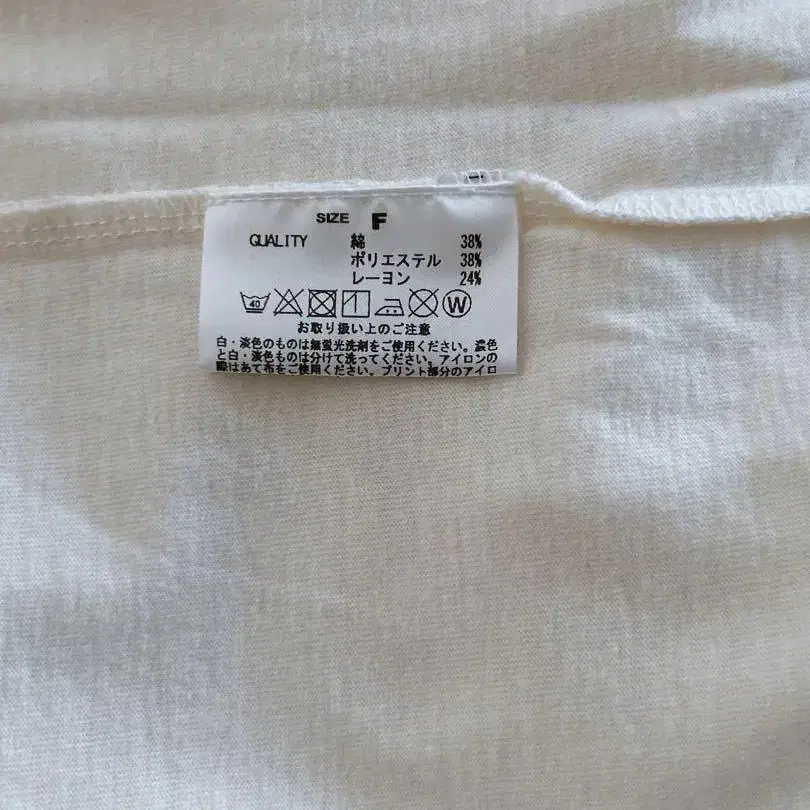 SIZE F
QUALITY 綿 38%
ポリエステル 38%
レーヨン 24%
40 W
お取り扱い上のご注意
白・淡色のものは無蛍光洗剤をご使用ください。濃色
と白・淡色ものは分けて洗ってください。アイロンの
際はあて布をご使用ください。プリント部分のアイロ